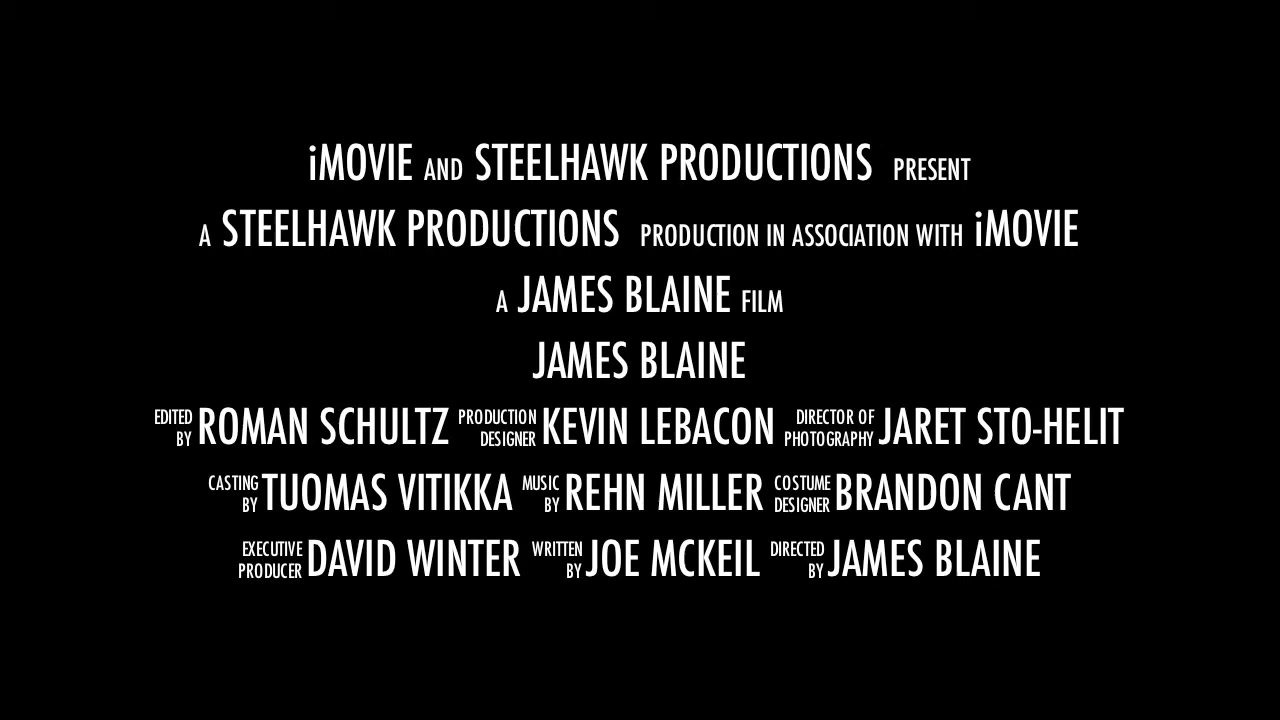 iMOVIE AND STEELHAWK PRODUCTIONS PRESENT
A STEELHAWK PRODUCTIONS PRODUCTION IN ASSOCIATION WITH iMOVIE
A JAMES BLAINE FILM
JAMES BLAINE
EDITED BY ROMAN SCHULTZ PRODUCTION DESIGNER KEVIN LEBACON DIRECTOR OF PHOTOGRAPHY JARET STO-HELIT
CASTING BY TUOMAS VITIKKA MUSIC BY REHN MILLER COSTUME DESIGNER BRANDON CANT
EXECUTIVE PRODUCER DAVID WINTER WRITTEN BY JOE MCKEIL DIRECTED BY JAMES BLAINE